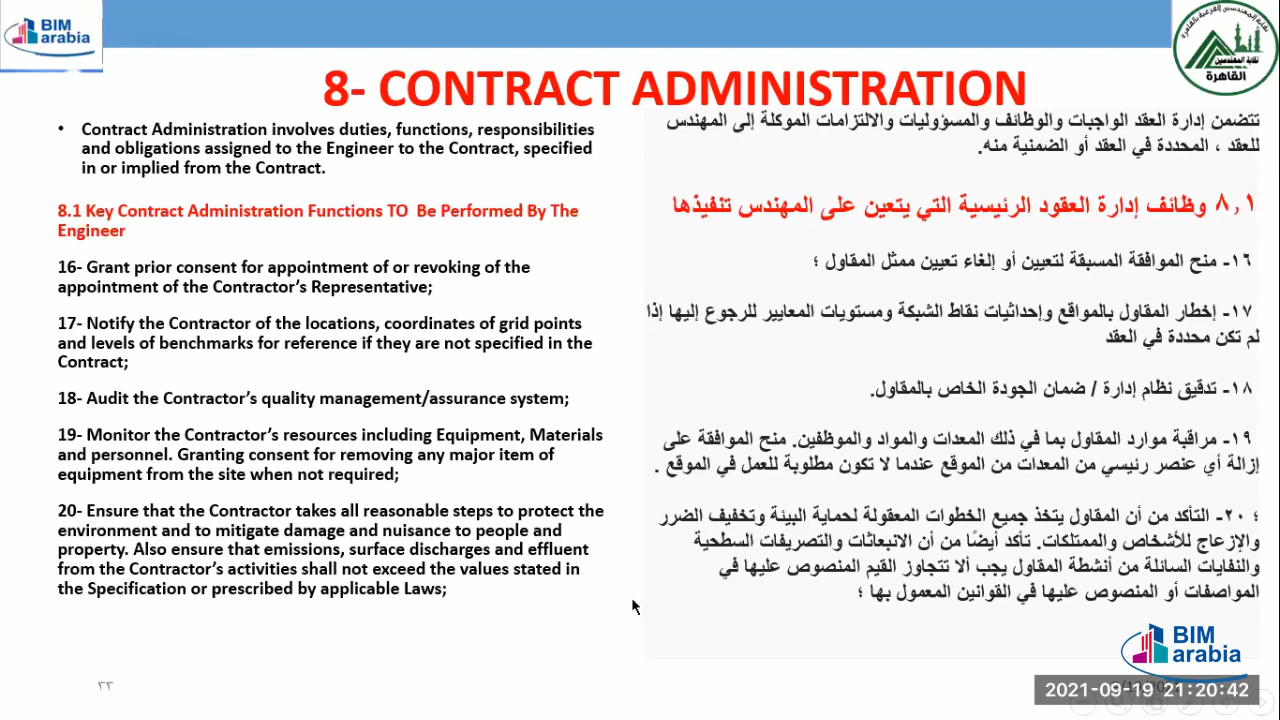 BIM
arabia
نقابة المهندسين الفرعية بالقاهرة
نقابة المهندسين
القاهرة
8- CONTRACT ADMINISTRATION
• Contract Administration involves duties, functions, responsibilities
and obligations assigned to the Engineer to the Contract, specified
in or implied from the Contract.
8.1 Key Contract Administration Functions TO Be Performed By The
Engineer
16- Grant prior consent for appointment of or revoking of the
appointment of the Contractor’s Representative;
17- Notify the Contractor of the locations, coordinates of grid points
and levels of benchmarks for reference if they are not specified in the
Contract;
18- Audit the Contractor’s quality management/assurance system;
19- Monitor the Contractor’s resources including Equipment, Materials
and personnel. Granting consent for removing any major item of
equipment from the site when not required;
20- Ensure that the Contractor takes all reasonable steps to protect the
environment and to mitigate damage and nuisance to people and
property. Also ensure that emissions, surface discharges and effluent
from the Contractor’s activities shall not exceed the values stated in
the Specification or prescribed by applicable Laws;
تتضمن إدارة العقد الواجبات والوظائف والمسؤوليات والالتزامات الموكلة إلى المهندس
للعقد ، المحددة في العقد أو الضمنية منه.
٨,١ وظائف إدارة العقود الرئيسية التي يتعين على المهندس تنفيذها
١٦- منح الموافقة المسبقة لتعيين أو إلغاء تعيين ممثل المقاول ؛
١٧- إخطار المقاول بالمواقع وإحداثيات نقاط الشبكة ومستويات المعايير للرجوع إليها إذا
لم تكن محددة في العقد
١٨- تدقيق نظام إدارة / ضمان الجودة الخاص بالمقاول.
١٩- مراقبة موارد المقاول بما في ذلك المعدات والمواد والموظفين. منح الموافقة على
إزالة أي عنصر رئيسي من المعدات من الموقع عندما لا تكون مطلوبة للعمل في الموقع .
؛ ٢٠- التأكد من أن المقاول يتخذ جميع الخطوات المعقولة لحماية البيئة وتخفيف الضرر
والإزعاج للأشخاص والممتلكات. تأكد أيضًا من أن الانبعاثات والتصريفات السطحية
والنفايات السائلة من أنشطة المقاول يجب ألا تتجاوز القيم المنصوص عليها في
المواصفات أو المنصوص عليها في القوانين المعمول بها ؛
BIM
arabia
٣٣
2021-09-19 21:20:42